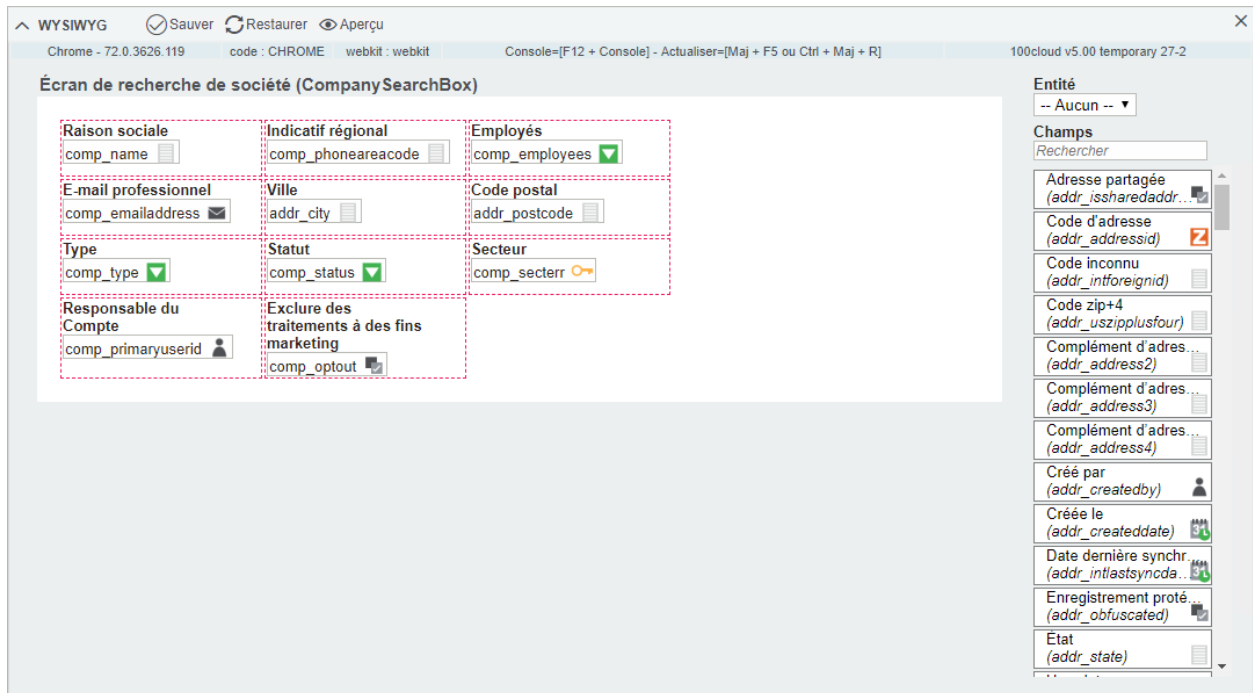 WYSIWYG Sauver Restaurer Aperçu
Chrome - 72.0.3626.119 code : CHROME webkit : webkit Console=[F12 + Console] - Actualiser=[Maj + F5 ou Ctrl + Maj + R] 100cloud v5.00 temporary 27-2
Écran de recherche de société (CompanySearchBox)
Raison sociale Indicatif régional Employés
comp_name comp_phoneareacode comp_employees
E-mail professionnel Ville Code postal
comp_emailaddress addr_city addr_postcode
Type Statut Secteur
comp_type comp_status comp_secterr
Responsable du
Compte
comp_primaryuserid
Exclure des
traitements à des fins
marketing
comp_optout
Entité
-- Aucun --
Champs
Rechercher
Adresse partagée
(addr_issharedaddr...
Code d'adresse
(addr_addressid)
Code inconnu
(addr_intforeignid)
Code zip+4
(addr_uszipplusfour)
Complément d'adres...
(addr_address2)
Complément d'adres...
(addr_address3)
Complément d'adres...
(addr_address4)
Créé par
(addr_createdby)
Créée le
(addr_createddate)
Date dernière synchr...
(addr_intlastsyncda...
Enregistrement proté...
(addr_obfuscated)
État
(addr_state)